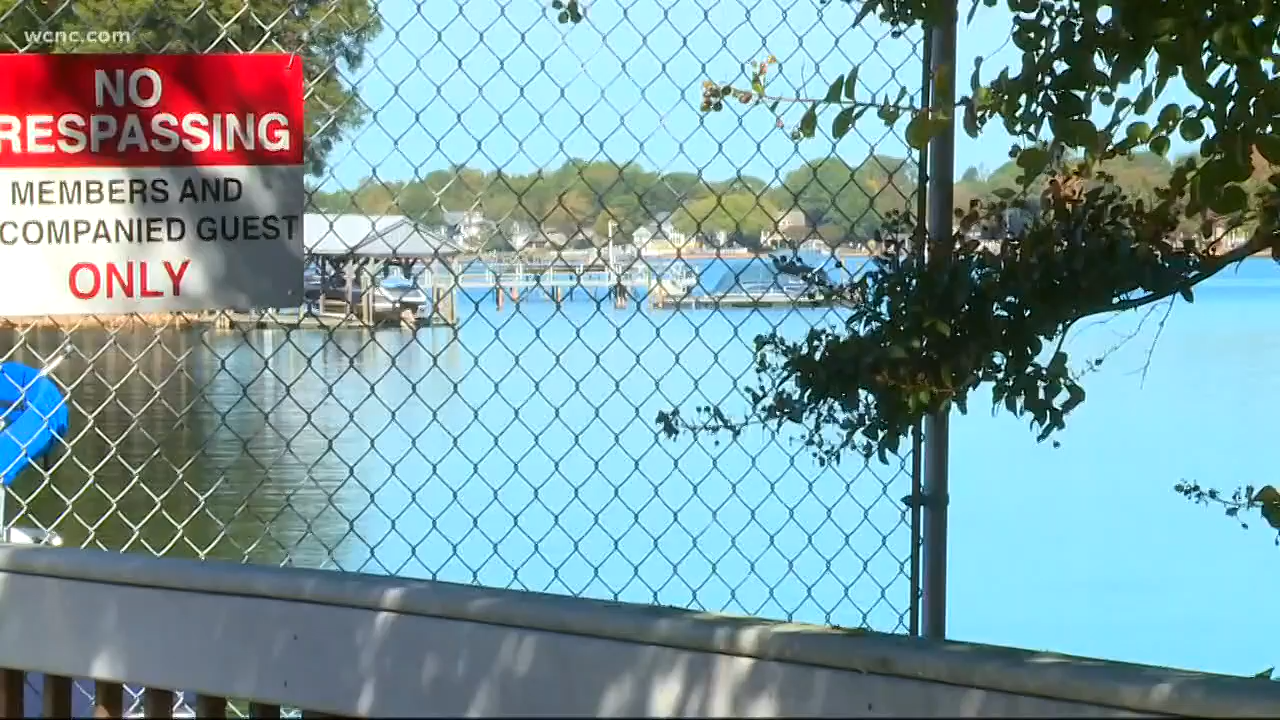 wcnc.com
NO
RESPASSING
MEMBERS AND
COMPANIED GUEST
ONLY